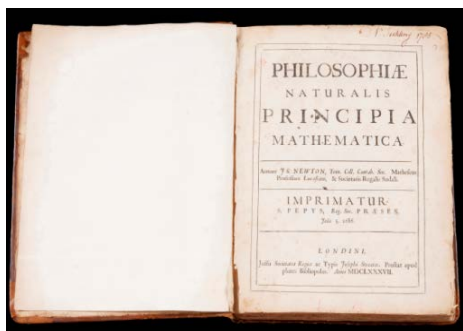 PHILOSOPHIÆ
NATURALIS
PRINCIPIA
MATHEMATICA
Autore JS. NEWTON, Trin. Coll. Cantab. Soc. Matheseos
Professore Lucasiano, & Societatis Regalis Sodali.
IMPRIMATUR
S. PEPYS, Reg. Soc. PRÆSES.
Julii 5. 1686.
LONDINI,
Jussu Societatis Regiæ ac Typis Josephi Streater. Prostat apud
plures Bibliopolas. Anno MDCLXXXVII.